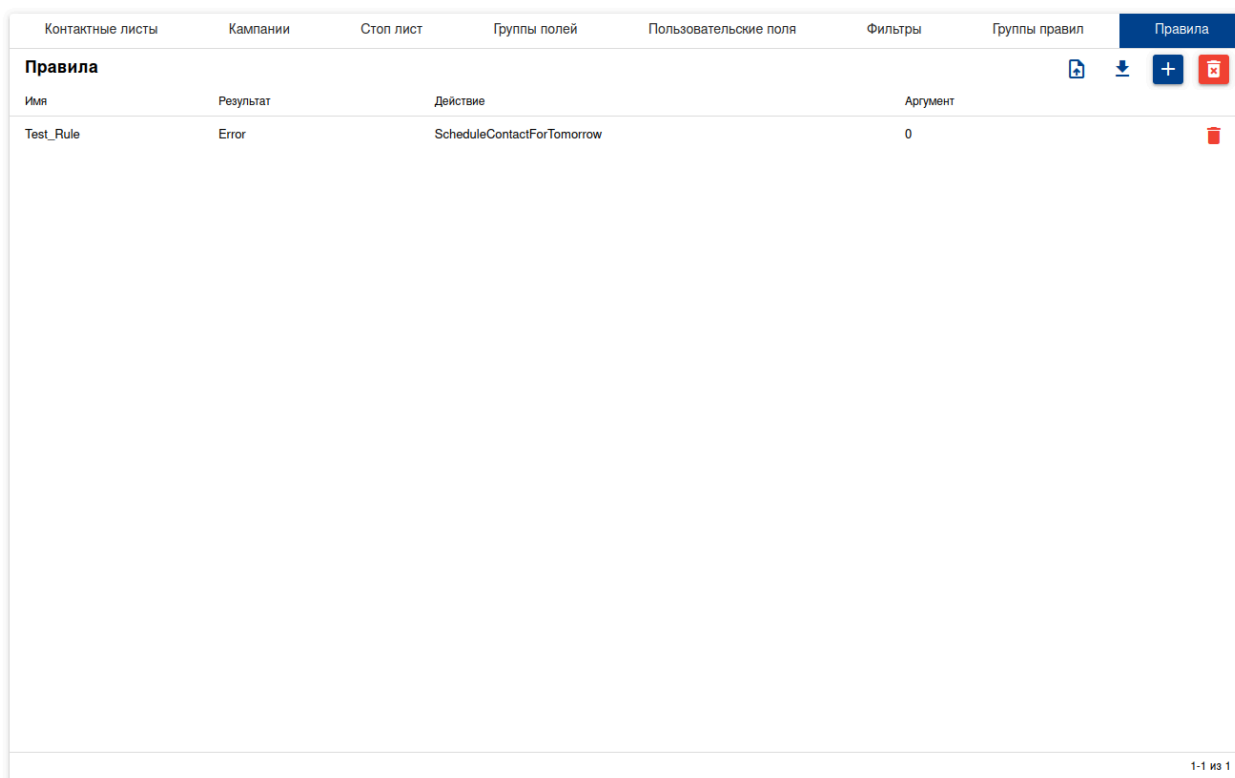 Контактные листы Кампании Стоп лист Группы полей Пользовательские поля Фильтры Группы правил Правила
Правила
Имя Результат Действие Аргумент
Test_Rule Error ScheduleContactForTomorrow 0
1-1 из 1